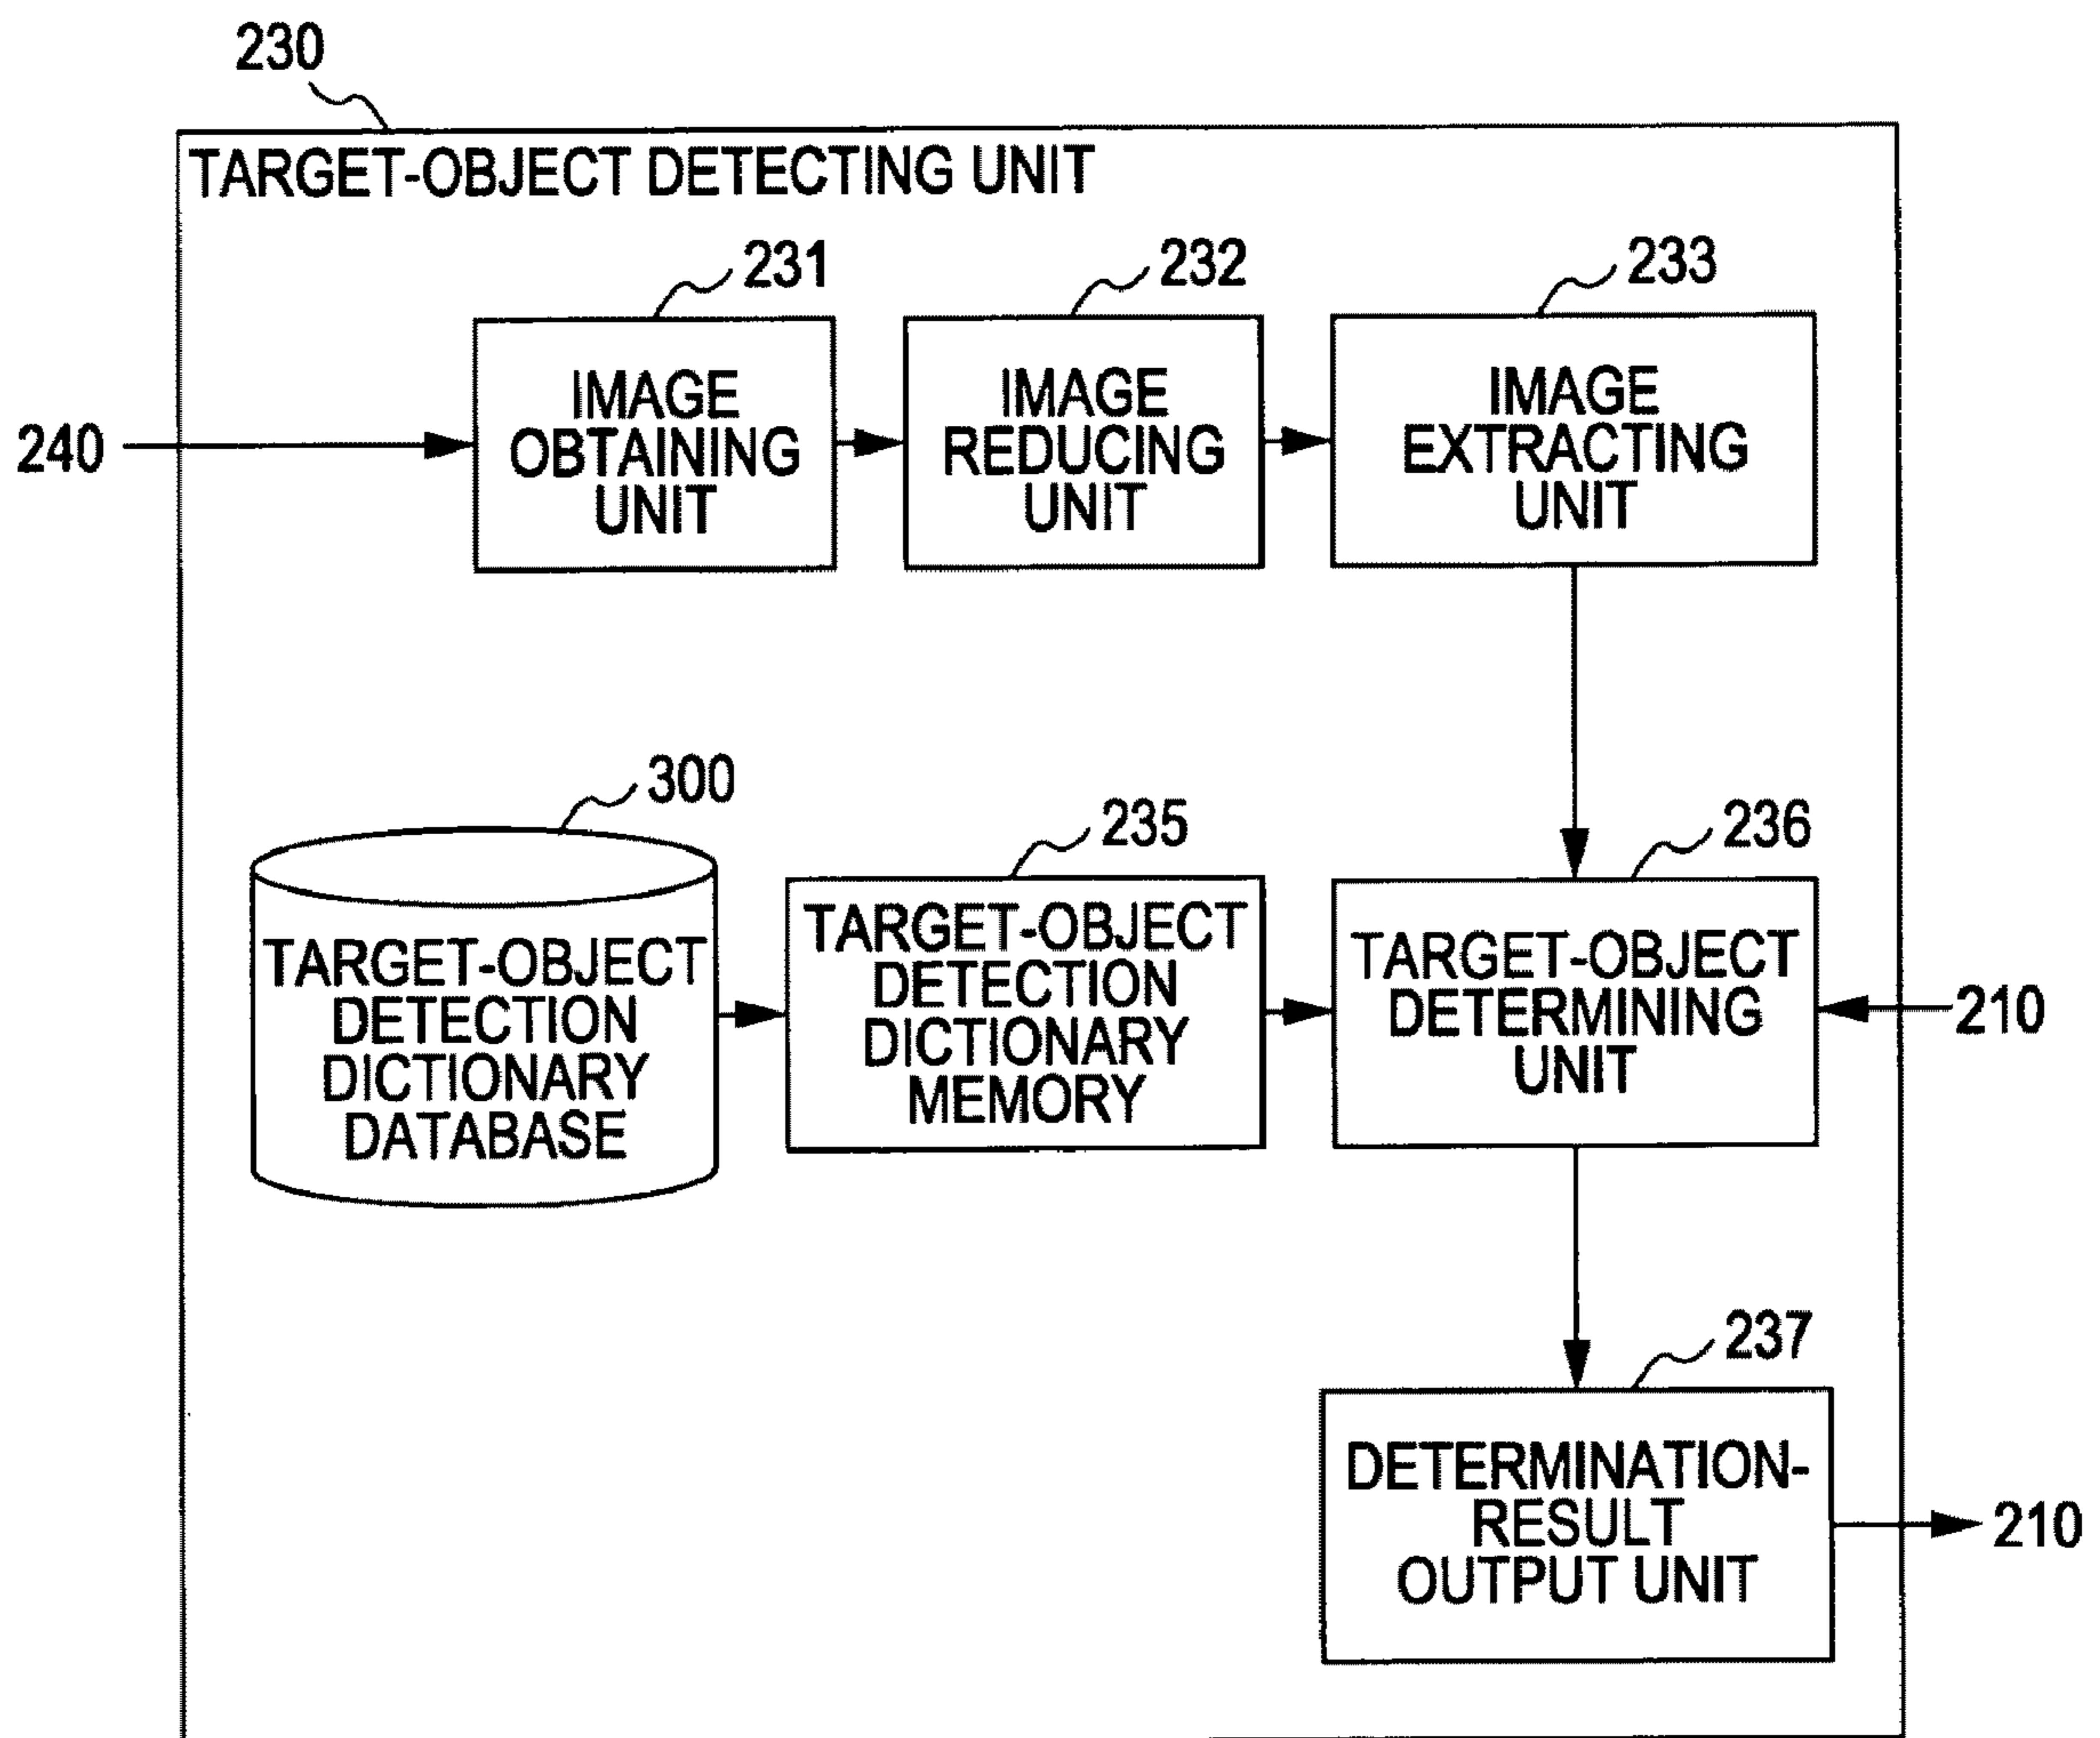 230
TARGET-OBJECT DETECTING UNIT
231
232
233
IMAGE
OBTAINING
UNIT
IMAGE
REDUCING
UNIT
IMAGE
EXTRACTING
UNIT
240
300
235
236
TARGET-OBJECT
DETECTION
DICTIONARY
DATABASE
TARGET-OBJECT
DETECTION
DICTIONARY
MEMORY
TARGET-OBJECT
DETERMINING
UNIT
210
237
DETERMINATION-
RESULT
OUTPUT UNIT
210